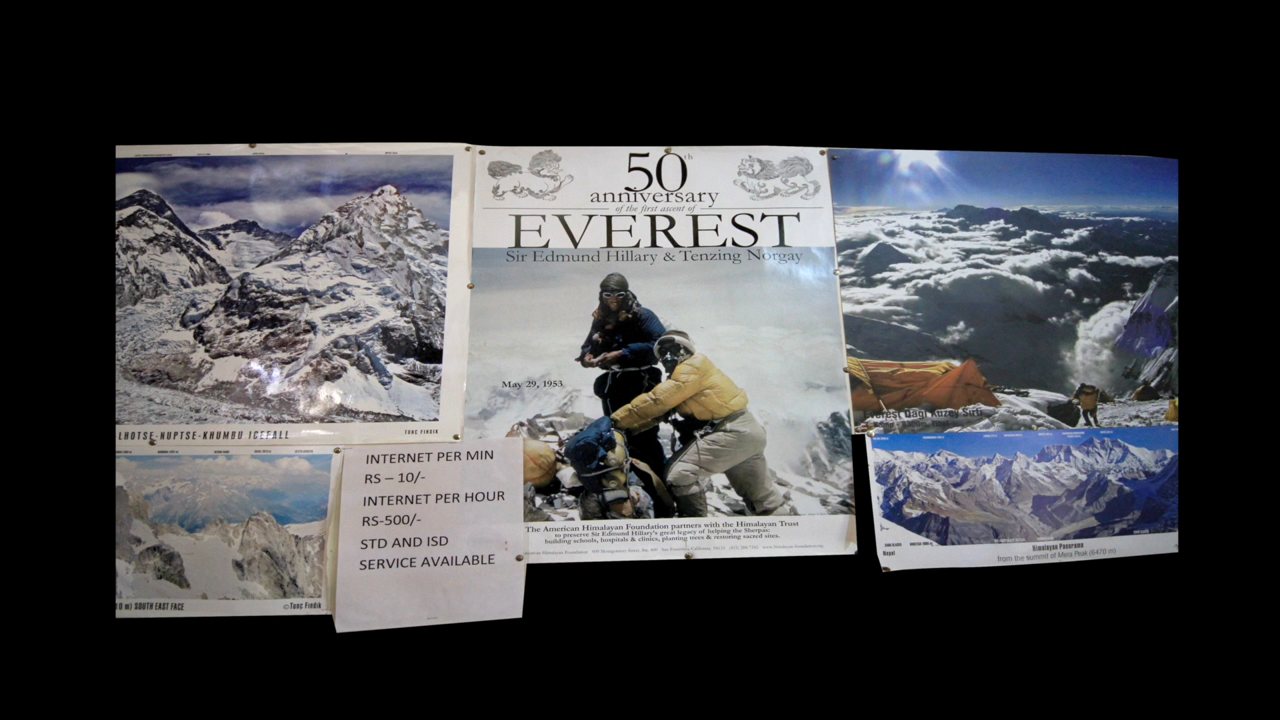 50th
anniversary
of the first ascent of
EVEREST
Sir Edmund Hillary & Tenzing Norgay
May 29, 1953
The American Himalayan Foundation partners with the Himalayan Trust
to preserve Sir Edmund Hillary's great legacy of helping the Sherpas:
building schools, hospitals & clinics, planting trees & restoring sacred sites.
LHOTSE-NUPTSE-KHUMBU ICEFALL
TUNÇ FINDIK
SOUTH EAST FACE
©Tunç Fındık
INTERNET PER MIN
RS – 10/-
INTERNET PER HOUR
RS-500/-
STD AND ISD
SERVICE AVAILABLE
Everest Dağı Kuzey Sırtı
Nepal
Himalayan Panorama
from the summit of Mera Peak (6470 m)